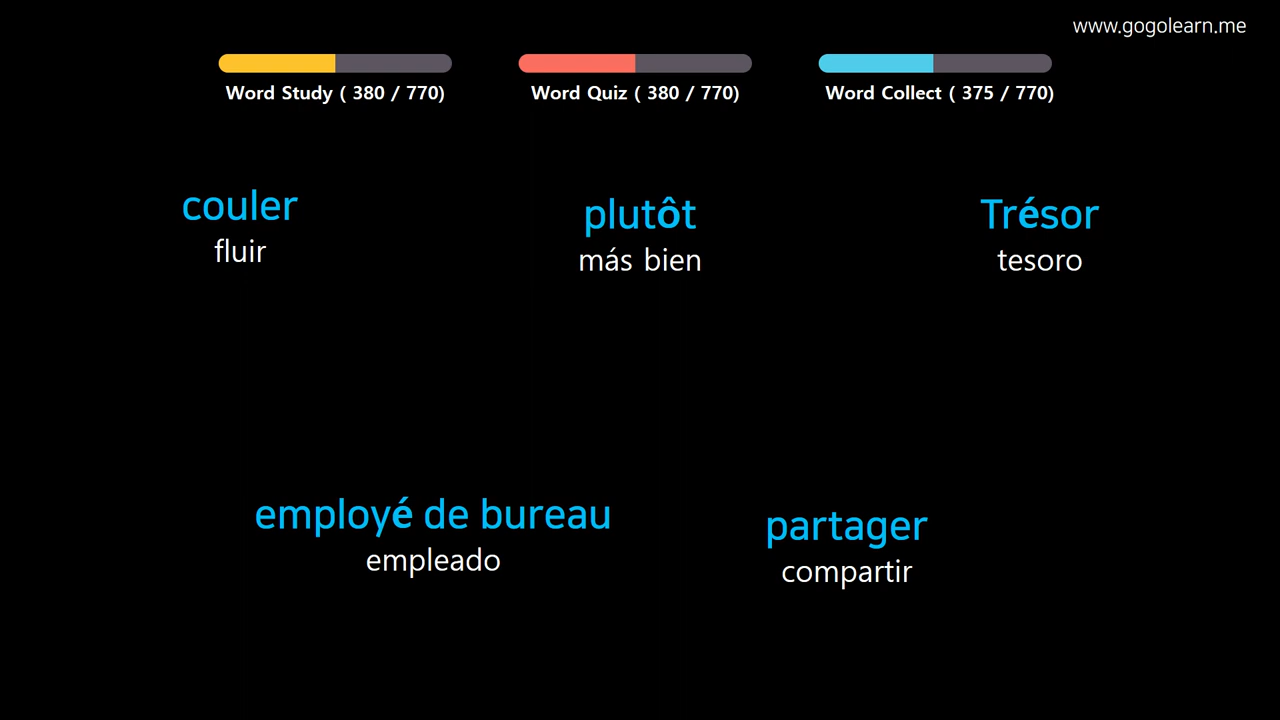 www.gogolearn.me
Word Study ( 380 / 770)
Word Quiz ( 380 / 770)
Word Collect ( 375 / 770)
couler
fluir
plutôt
más bien
Trésor
tesoro
employé de bureau
empleado
partager
compartir